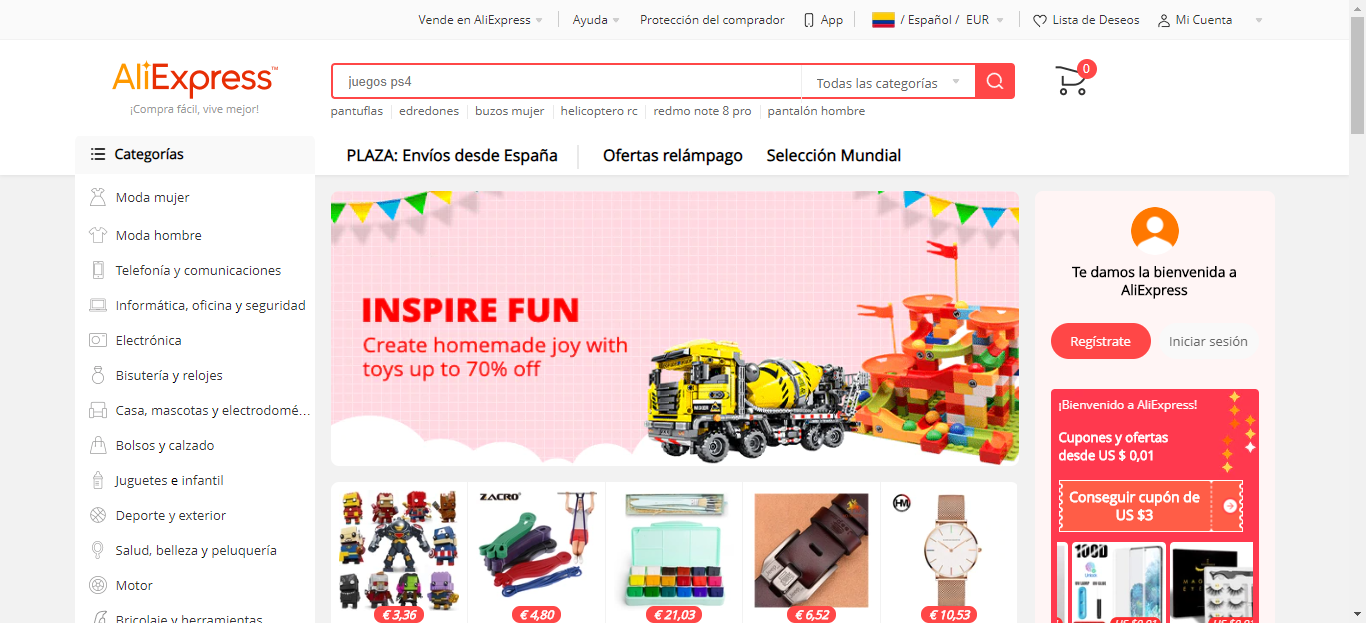 Vende en AliExpress
Ayuda
Protección del comprador
App
/ Español / EUR
Lista de Deseos
Mi Cuenta
AliExpress™
¡Compra fácil, vive mejor!
juegos ps4
Todas las categorías
0
pantuflas
edredones
buzos mujer
helicoptero rc
redmo note 8 pro
pantalón hombre
Categorías
PLAZA: Envíos desde España
Ofertas relámpago
Selección Mundial
Moda mujer
Moda hombre
Telefonía y comunicaciones
Informática, oficina y seguridad
Electrónica
Bisutería y relojes
Casa, mascotas y electrodomé...
Bolsos y calzado
Juguetes e infantil
Deporte y exterior
Salud, belleza y peluquería
Motor
Bricolaje y herramientas
INSPIRE FUN
Create homemade joy with
toys up to 70% off
€ 3,36
ZACRO
€ 4,80
€ 21,03
€ 6,52
HM
€ 10,53
Te damos la bienvenida a
AliExpress
Regístrate
Iniciar sesión
¡Bienvenido a AliExpress!
Cupones y ofertas
desde US $ 0,01
Conseguir cupón de
US $3